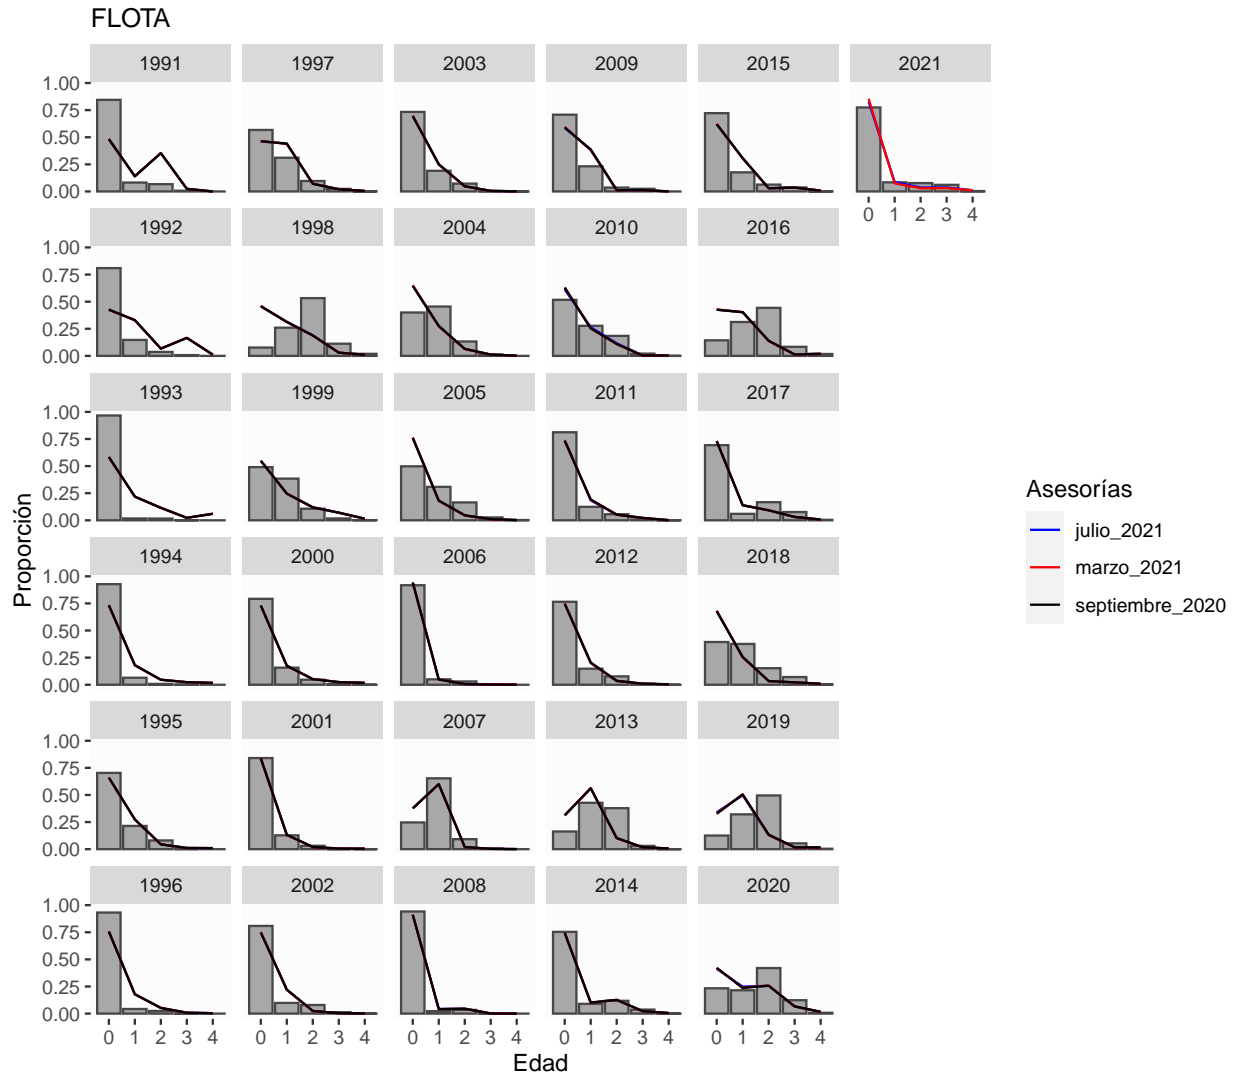 FLOTA
1991 1997 2003 2009 2015 2021
1.00
0.75
0.50
0.25
0.00
0 1 2 3 4
1992 1998 2004 2010 2016
1.00
0.75
0.50
0.25
0.00
1993 1999 2005 2011 2017
1.00
0.75
0.50
0.25
0.00
1994 2000 2006 2012 2018
1.00
0.75
0.50
0.25
0.00
1995 2001 2007 2013 2019
1.00
0.75
0.50
0.25
0.00
1996 2002 2008 2014 2020
1.00
0.75
0.50
0.25
0.00
0 1 2 3 4 0 1 2 3 4 0 1 2 3 4 0 1 2 3 4 0 1 2 3 4
Edad
Proporción
Asesorías
julio_2021
marzo_2021
septiembre_2020